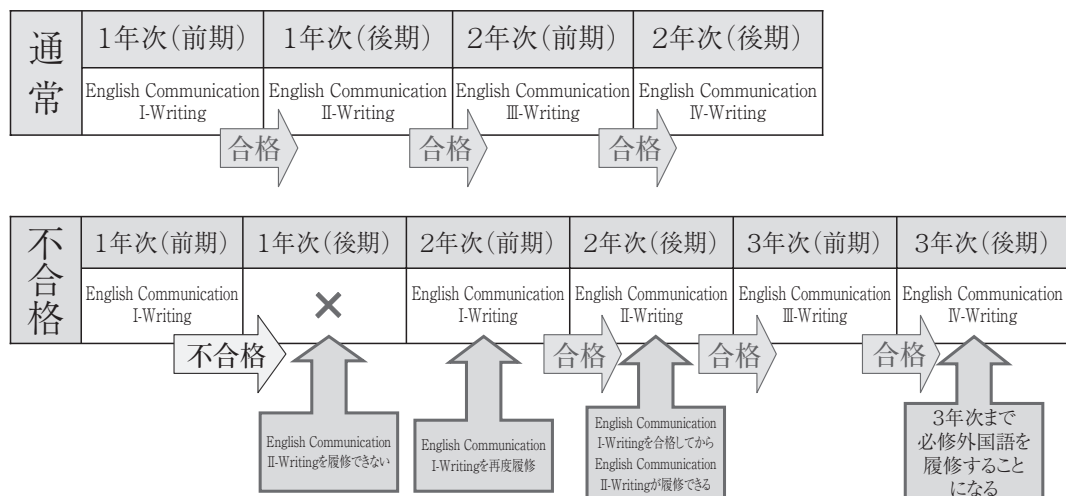 通常
1年次(前期) 1年次(後期) 2年次(前期) 2年次(後期)
English Communication English Communication English Communication English Communication
Ⅰ-Writing Ⅱ-Writing Ⅲ-Writing Ⅳ-Writing
合格 合格 合格
不合格
1年次(前期) 1年次(後期) 2年次(前期) 2年次(後期) 3年次(前期) 3年次(後期)
English Communication × English Communication English Communication English Communication English Communication
Ⅰ-Writing Ⅰ-Writing Ⅱ-Writing Ⅲ-Writing Ⅳ-Writing
不合格 合格 合格 合格
English Communication
Ⅱ-Writingを履修できない
English Communication
Ⅰ-Writingを再度履修
English Communication
Ⅰ-Writingを合格してから
English Communication
Ⅱ-Writingが履修できる
3年次まで
必修外国語を
履修すること
になる